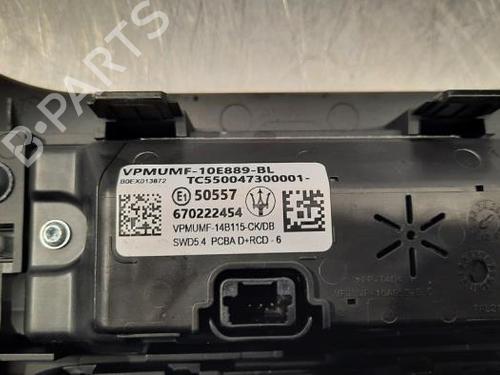 B-PARTS
VPMUMF-10E889-BL
B0EX013872 TC550047300001-
E1 50557
670222454
VPMUMF-14B115-CK/DB
SWD5.4 PCBA D+RCD - 6